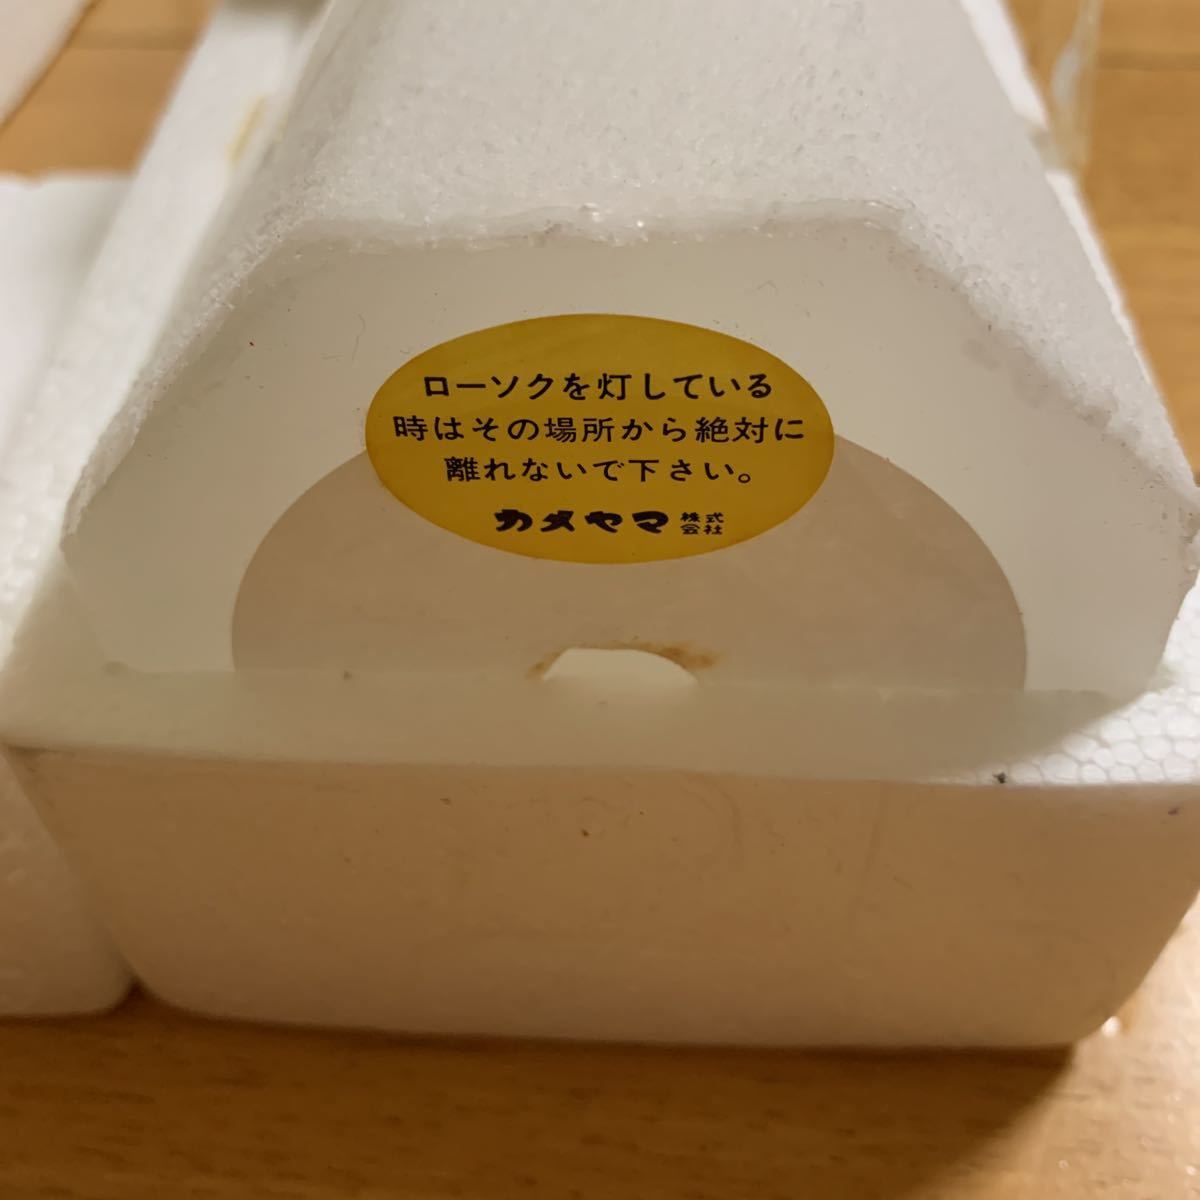 ローソクを灯している
時はその場所から絶対に
離れないで下さい。
カメヤマ株式会社